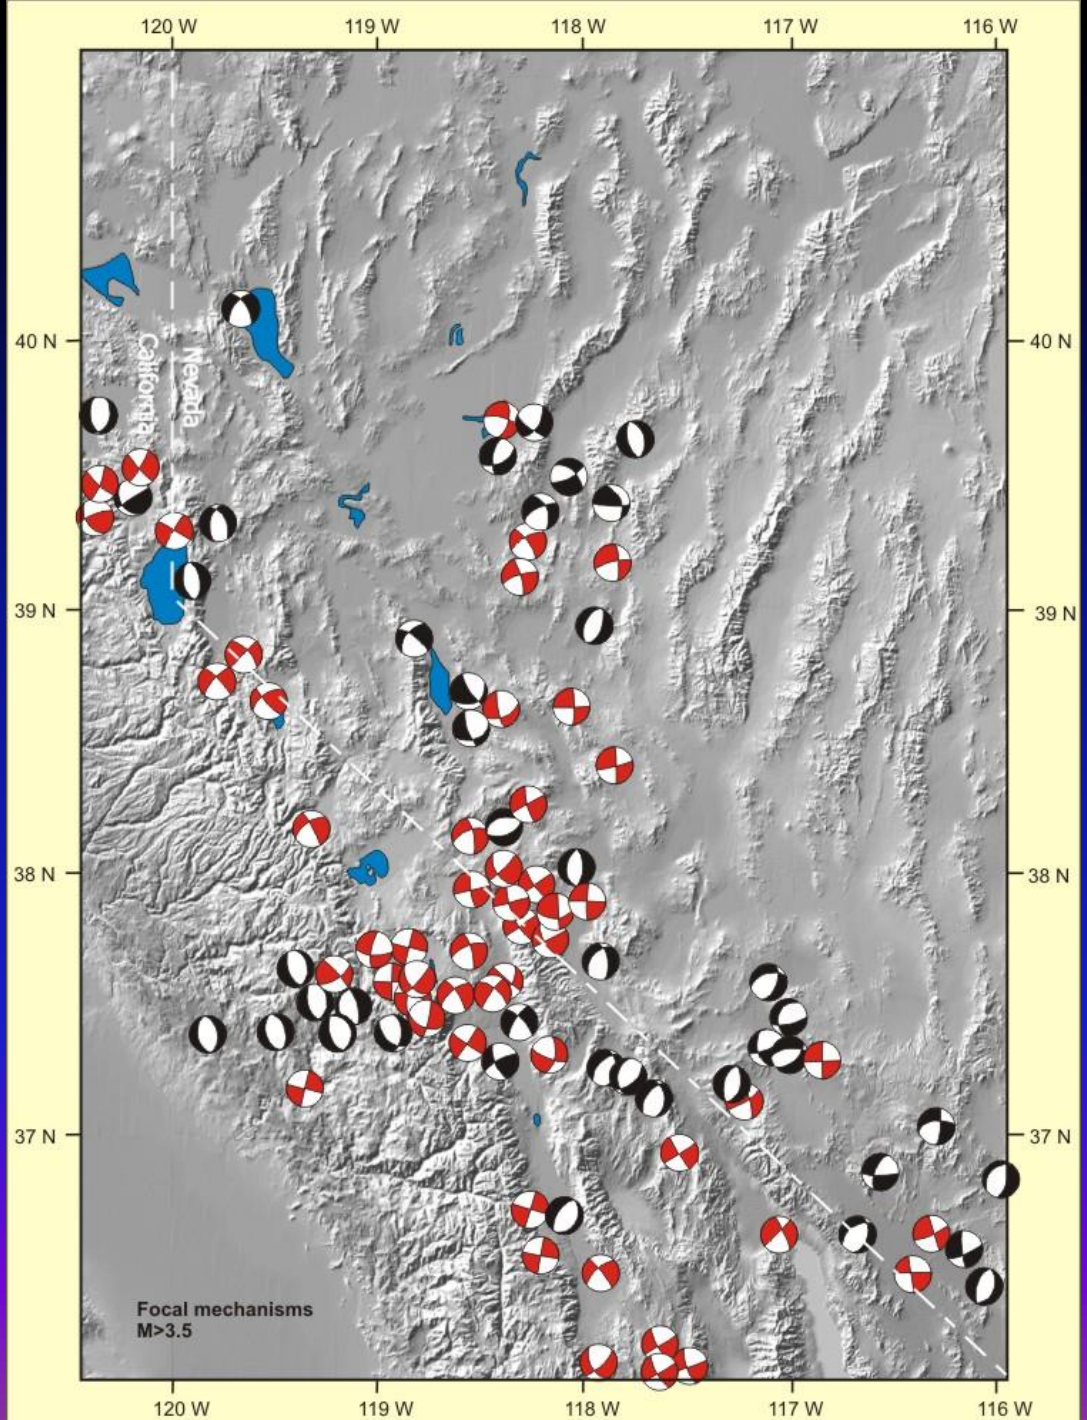 120 W 119 W 118 W 117 W 116 W
40 N 40 N
California
Nevada
39 N 39 N
38 N 38 N
37 N 37 N
Focal mechanisms
M>3.5
120 W 119 W 118 W 117 W 116 W